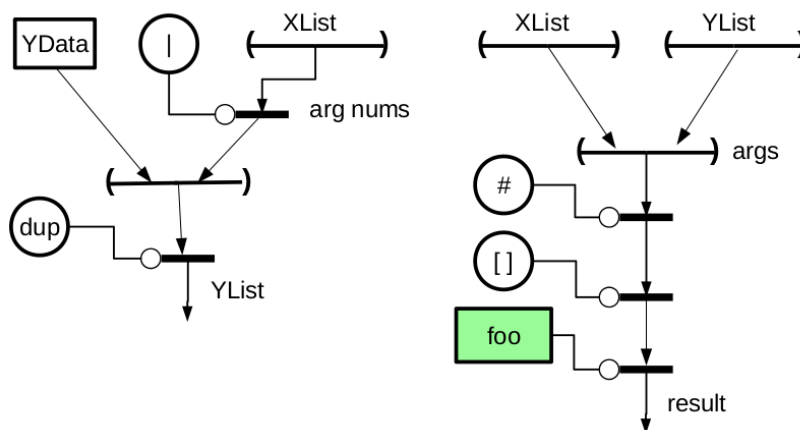 YData
|
( XList )
arg nums
( )
dup
YList
( XList )
( YList )
( ) args
#
[ ]
foo
result